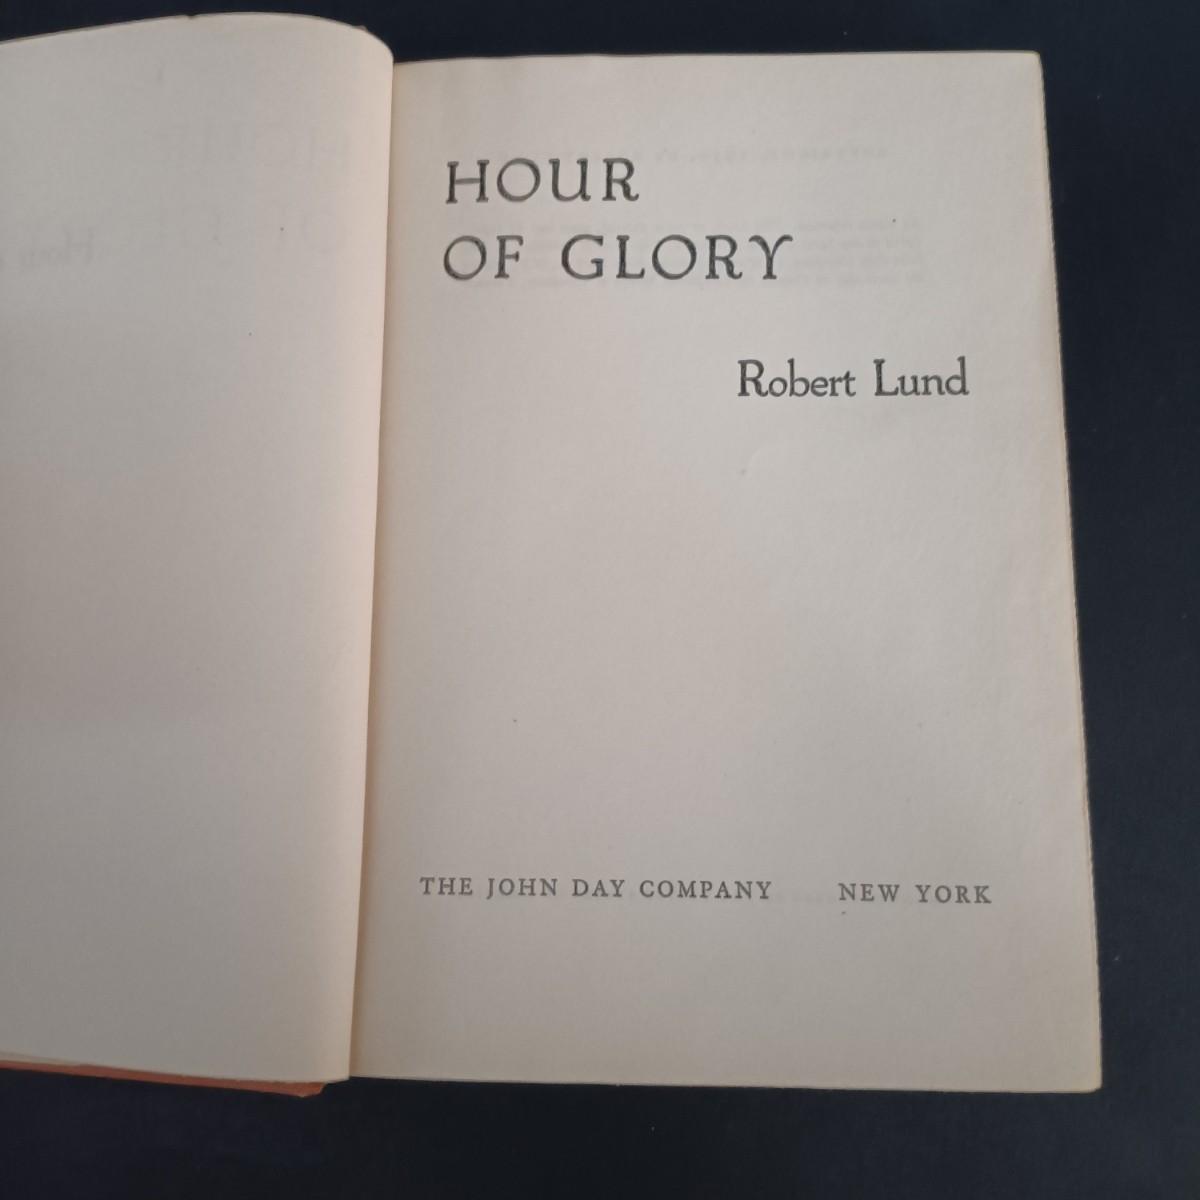 HOUR
OF GLORY
Robert Lund
THE JOHN DAY COMPANY NEW YORK